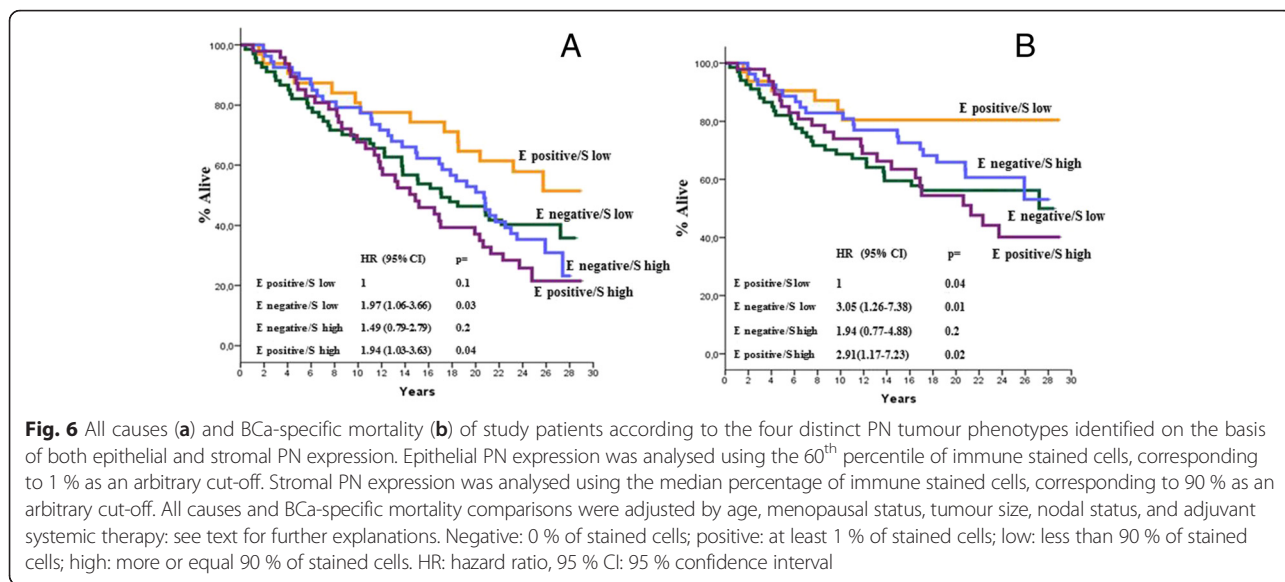 A
100,0
80,0
60,0
40,0
20,0
0,0
% Alive
E positive/S low
E negative/S low
E negative/S high
E positive/S high
HR (95% CI) p=
E positive/S low 1 0.1
E negative/S low 1.97 (1.06-3.66) 0.03
E negative/S high 1.49 (0.79-2.79) 0.2
E positive/S high 1.94 (1.03-3.63) 0.04
0 2 4 6 8 10 12 14 16 18 20 22 24 26 28 30
Years
B
100,0
80,0
60,0
40,0
20,0
0,0
% Alive
E positive/S low
E negative/S high
E negative/S low
E positive/S high
HR (95% CI) p=
E positive/S low 1 0.04
E negative/S low 3.05 (1.26-7.38) 0.01
E negative/S high 1.94 (0.77-4.88) 0.2
E positive/S high 2.91(1.17-7.23) 0.02
0 2 4 6 8 10 12 14 16 18 20 22 24 26 28 30
Years
Fig. 6 All causes (a) and BCa-specific mortality (b) of study patients according to the four distinct PN tumour phenotypes identified on the basis
of both epithelial and stromal PN expression. Epithelial PN expression was analysed using the 60th percentile of immune stained cells, corresponding
to 1 % as an arbitrary cut-off. Stromal PN expression was analysed using the median percentage of immune stained cells, corresponding to 90 % as an
arbitrary cut-off. All causes and BCa-specific mortality comparisons were adjusted by age, menopausal status, tumour size, nodal status, and adjuvant
systemic therapy: see text for further explanations. Negative: 0 % of stained cells; positive: at least 1 % of stained cells; low: less than 90 % of stained
cells; high: more or equal 90 % of stained cells. HR: hazard ratio, 95 % CI: 95 % confidence interval